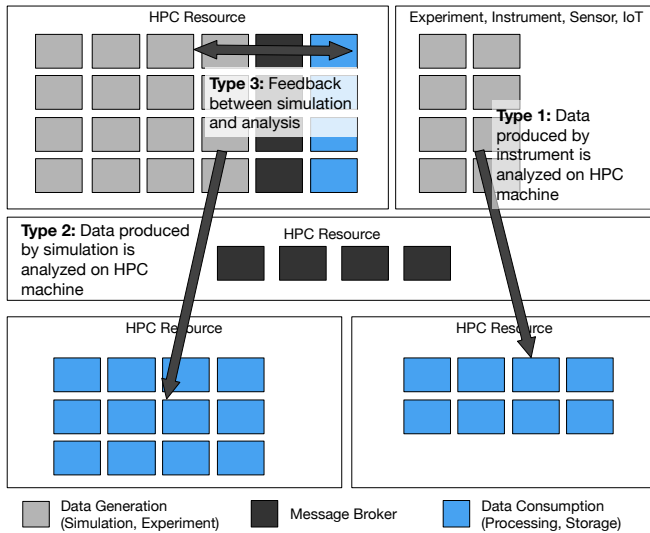 HPC Resource
Experiment, Instrument, Sensor, IoT
Type 3: Feedback
between simulation
and analysis
Type 1: Data
produced by
instrument is
analyzed on HPC
machine
Type 2: Data produced
by simulation is
analyzed on HPC
machine
HPC Resource
HPC Resource
HPC Resource
Data Generation
(Simulation, Experiment)
Message Broker
Data Consumption
(Processing, Storage)